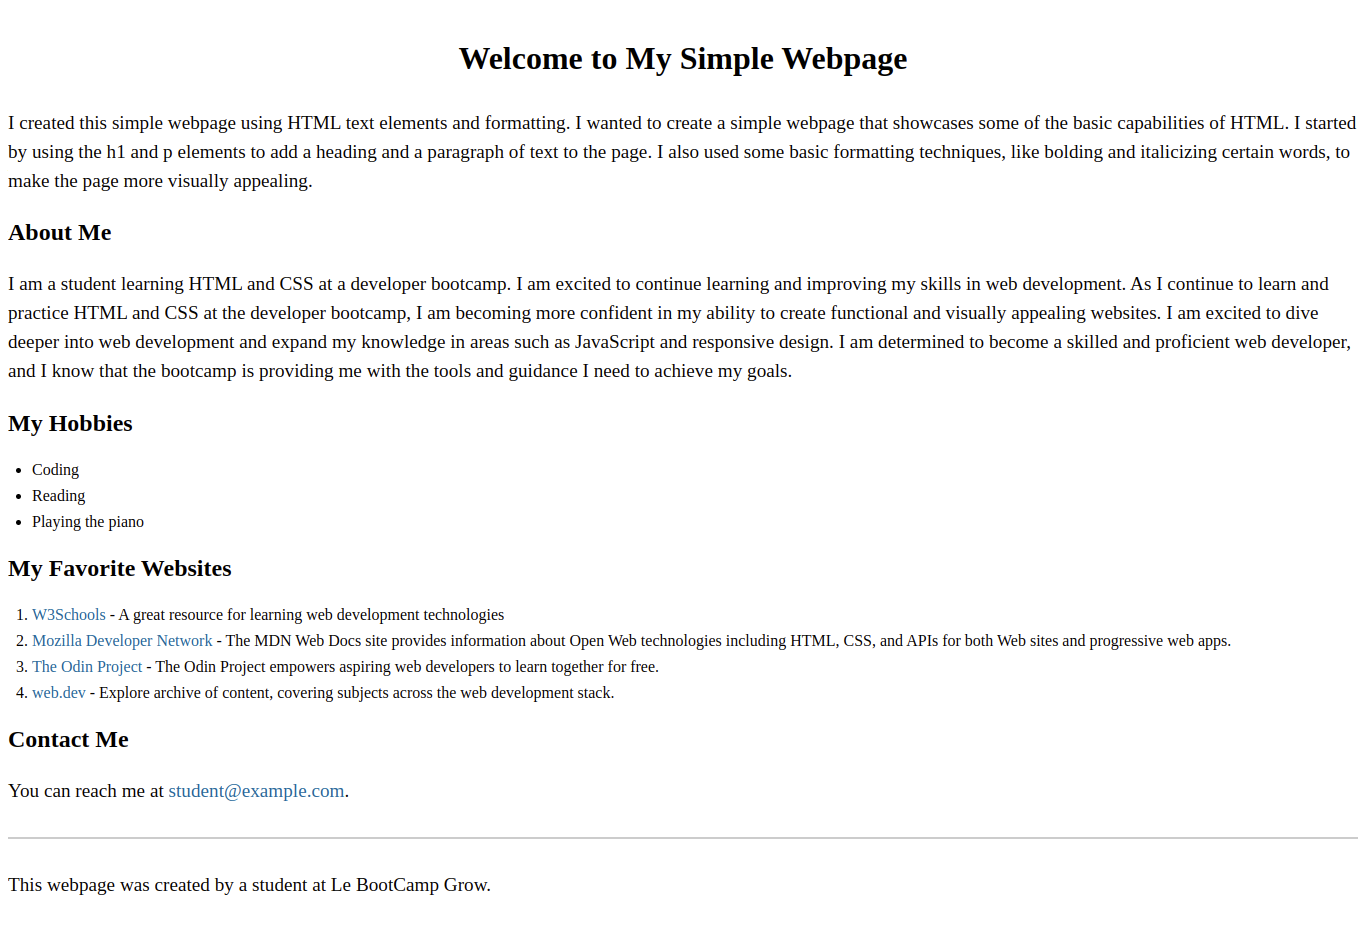 Welcome to My Simple Webpage
I created this simple webpage using HTML text elements and formatting. I wanted to create a simple webpage that showcases some of the basic capabilities of HTML. I started
by using the h1 and p elements to add a heading and a paragraph of text to the page. I also used some basic formatting techniques, like bolding and italicizing certain words, to
make the page more visually appealing.
About Me
I am a student learning HTML and CSS at a developer bootcamp. I am excited to continue learning and improving my skills in web development. As I continue to learn and
practice HTML and CSS at the developer bootcamp, I am becoming more confident in my ability to create functional and visually appealing websites. I am excited to dive
deeper into web development and expand my knowledge in areas such as JavaScript and responsive design. I am determined to become a skilled and proficient web developer,
and I know that the bootcamp is providing me with the tools and guidance I need to achieve my goals.
My Hobbies
• Coding
• Reading
• Playing the piano
My Favorite Websites
1. W3Schools - A great resource for learning web development technologies
2. Mozilla Developer Network - The MDN Web Docs site provides information about Open Web technologies including HTML, CSS, and APIs for both Web sites and progressive web apps.
3. The Odin Project - The Odin Project empowers aspiring web developers to learn together for free.
4. web.dev - Explore archive of content, covering subjects across the web development stack.
Contact Me
You can reach me at student@example.com.
This webpage was created by a student at Le BootCamp Grow.